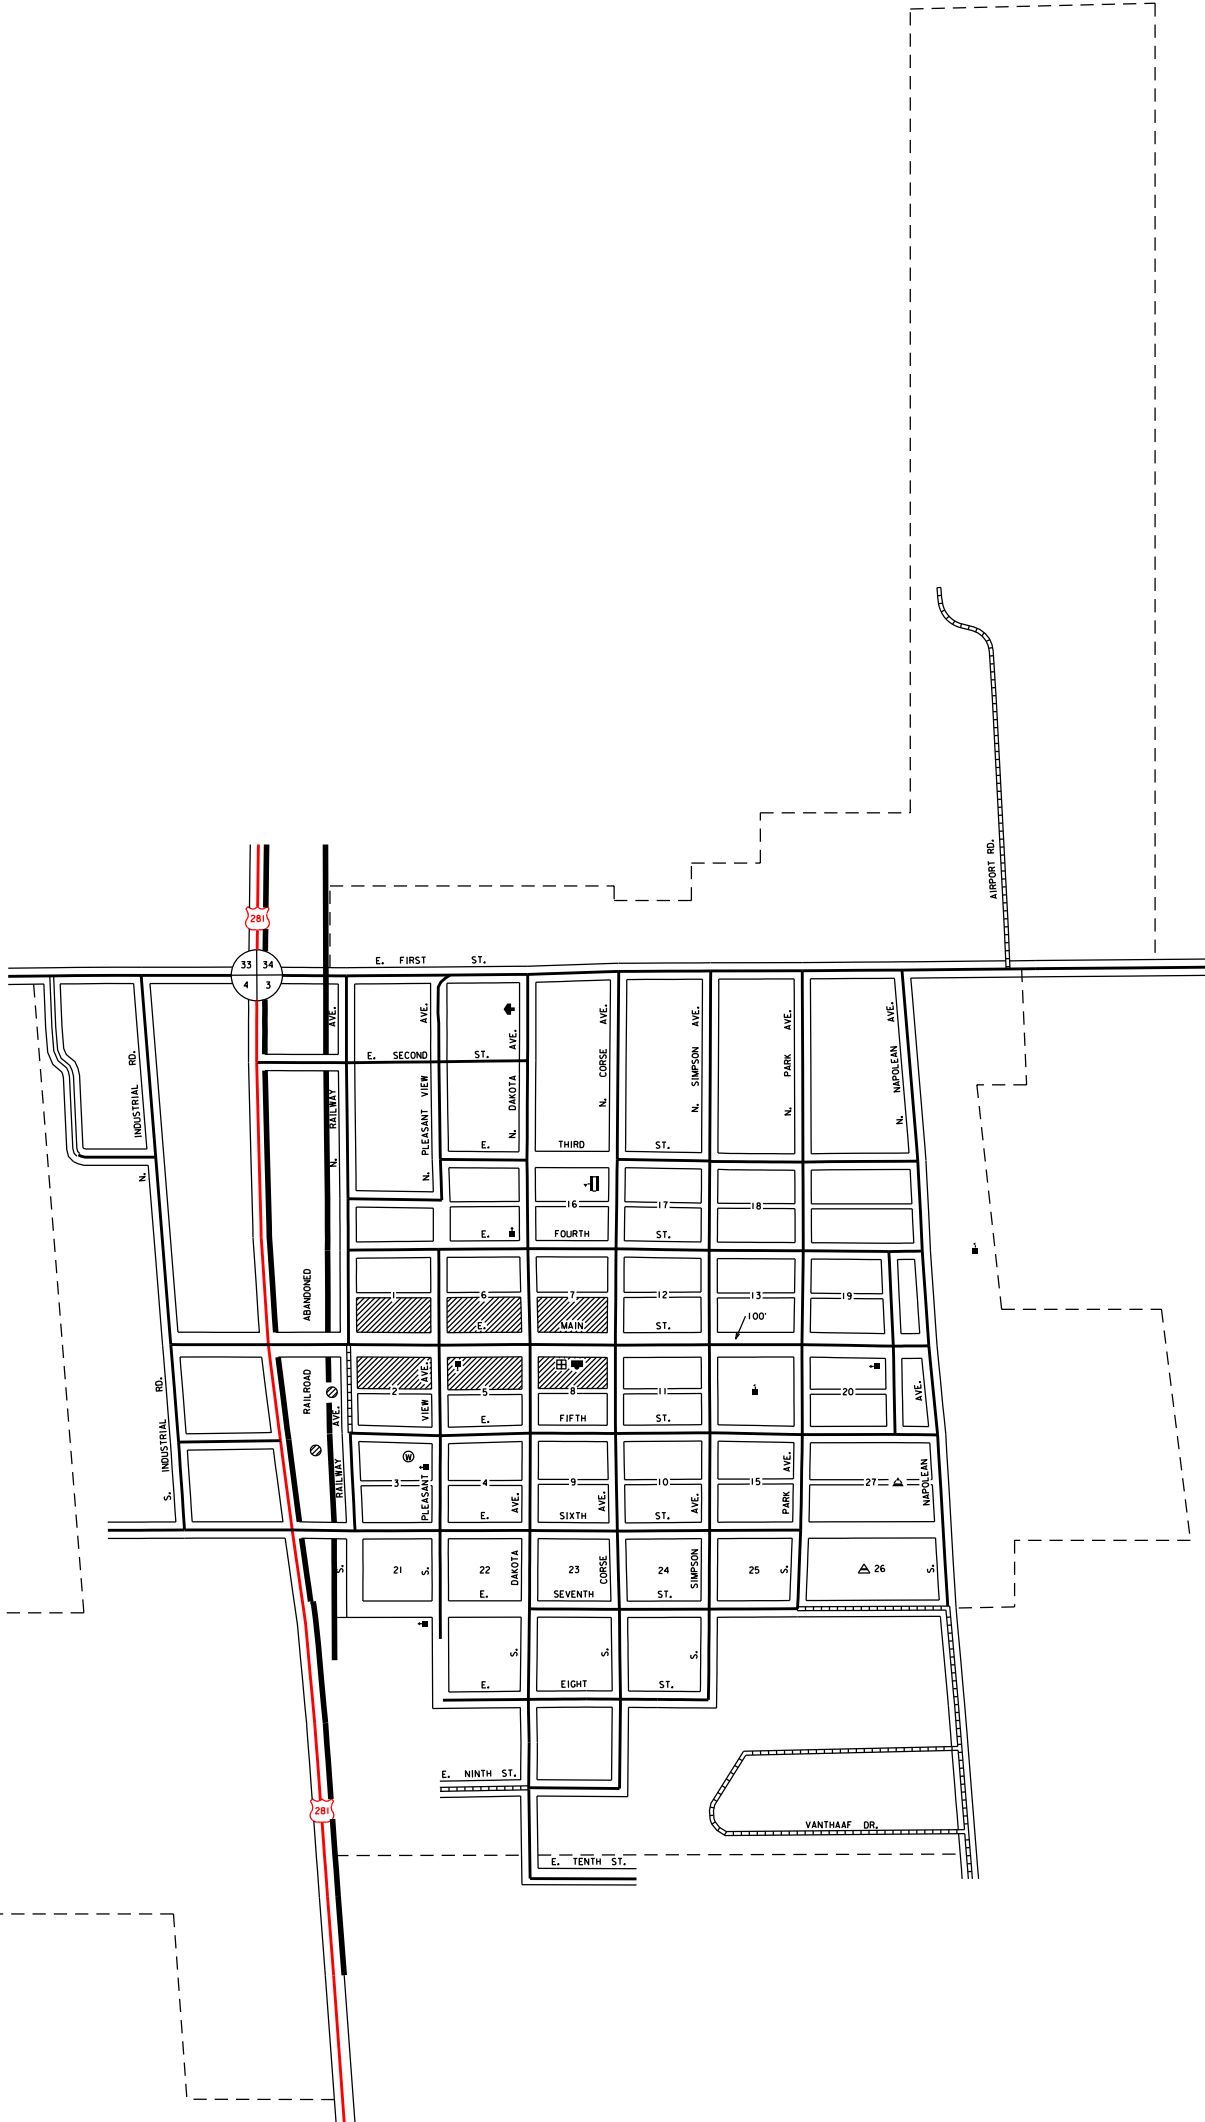 AIRPORT RD.
281
33 34
4 3
E. FIRST ST.
N. INDUSTRIAL RD.
N. RAILWAY AVE.
N. PLEASANT VIEW AVE.
N. DAKOTA AVE.
N. CORSE AVE.
N. SIMPSON AVE.
N. PARK AVE.
N. NAPOLEAN AVE.
E. SECOND ST.
E. THIRD ST.
16 17 18
E. FOURTH ST.
1 6 7 12 13 19
ABANDONED RAILROAD
E. MAIN ST.
100'
2 5 8 11 20
E. FIFTH ST.
W
3 4 9 10 15 27
E. SIXTH ST.
S. INDUSTRIAL RD.
S. RAILWAY AVE.
S. PLEASANT VIEW AVE.
S. DAKOTA AVE.
S. CORSE AVE.
S. SIMPSON AVE.
S. PARK AVE.
S. NAPOLEAN AVE.
21 22 23 24 25 26
E. SEVENTH ST.
E. EIGHT ST.
E. NINTH ST.
281
VANTHAAF DR.
E. TENTH ST.